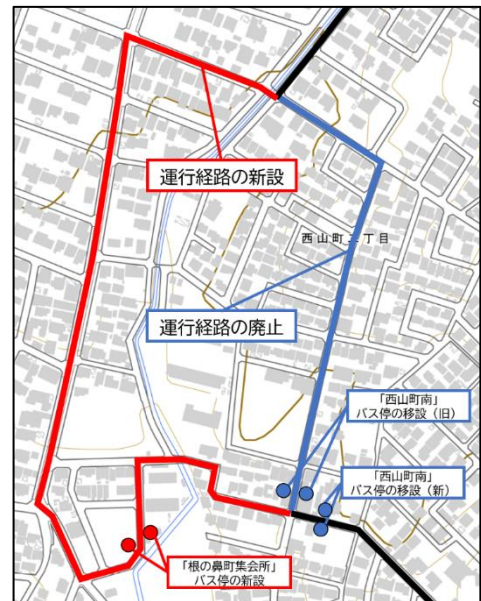 運行経路の新設
西山町二丁目
運行経路の廃止
「西山町南」
バス停の移設（旧）
「西山町南」
バス停の移設（新）
「根の鼻町集会所」
バス停の新設